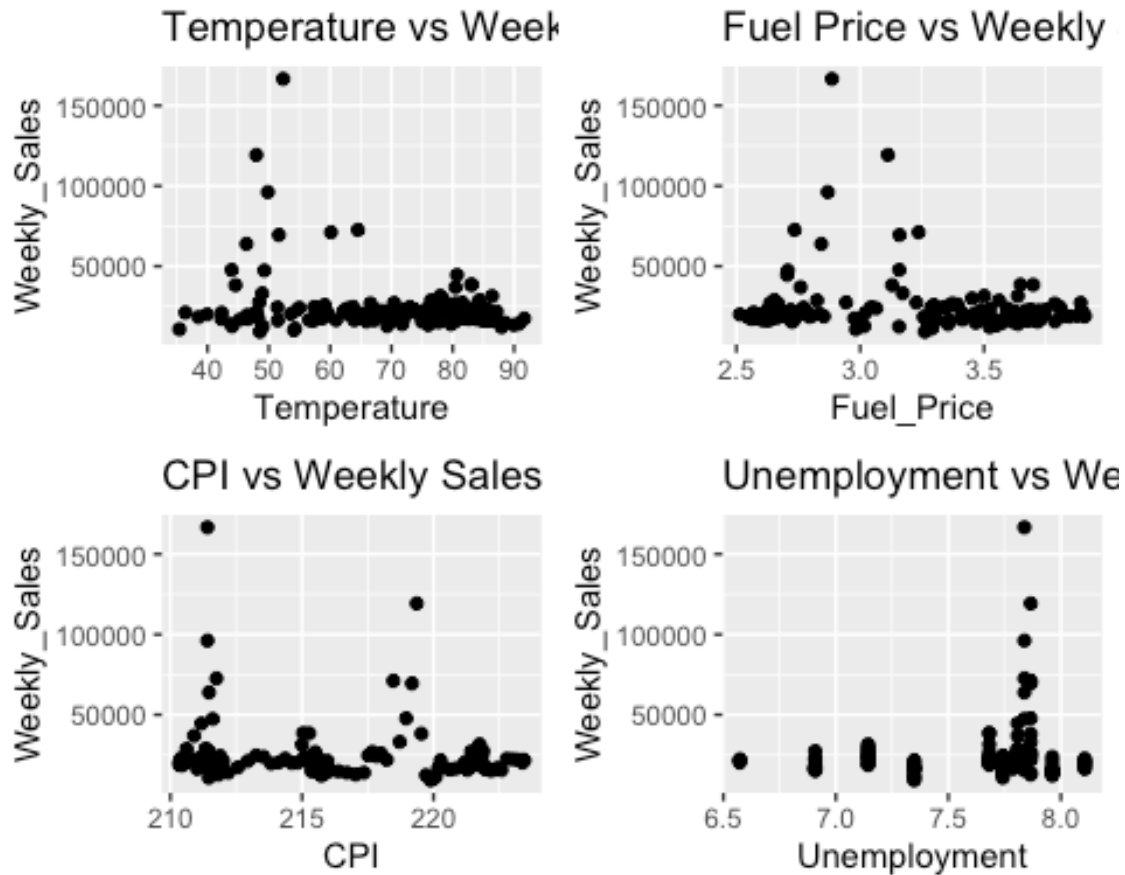 Temperature vs Week
Weekly_Sales
150000
100000
50000
40 50 60 70 80 90
Temperature
Fuel Price vs Weekly
Weekly_Sales
150000
100000
50000
2.5 3.0 3.5
Fuel_Price
CPI vs Weekly Sales
Weekly_Sales
150000
100000
50000
210 215 220
CPI
Unemployment vs We
Weekly_Sales
150000
100000
50000
6.5 7.0 7.5 8.0
Unemployment